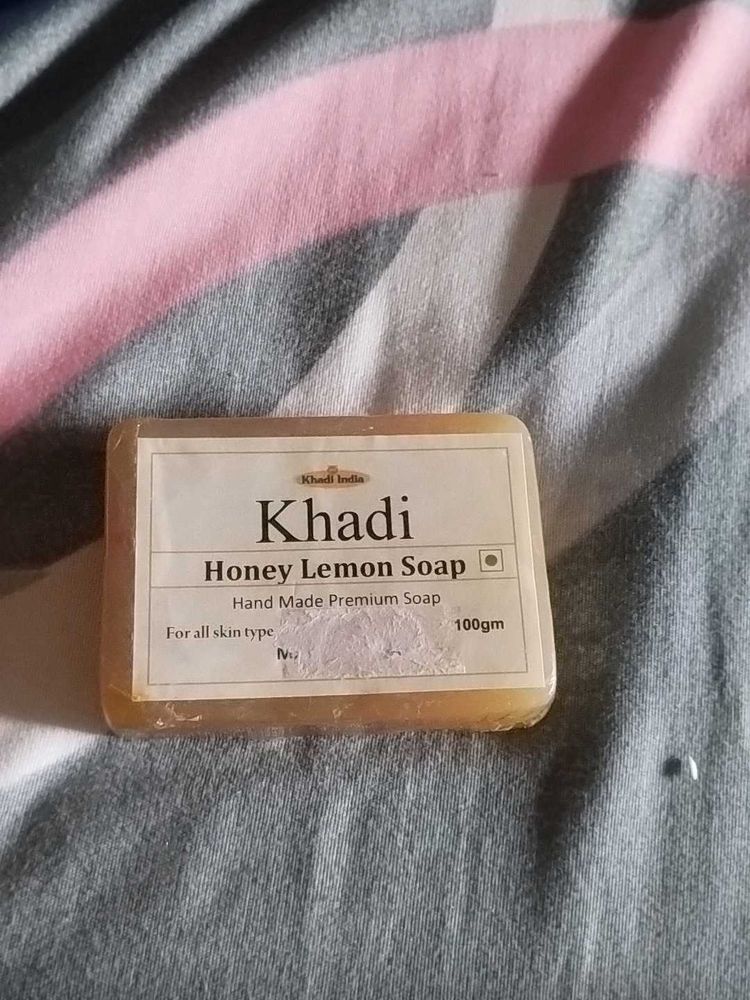 Khadi India
Khadi
Honey Lemon Soap
Hand Made Premium Soap
For all skin type
100gm